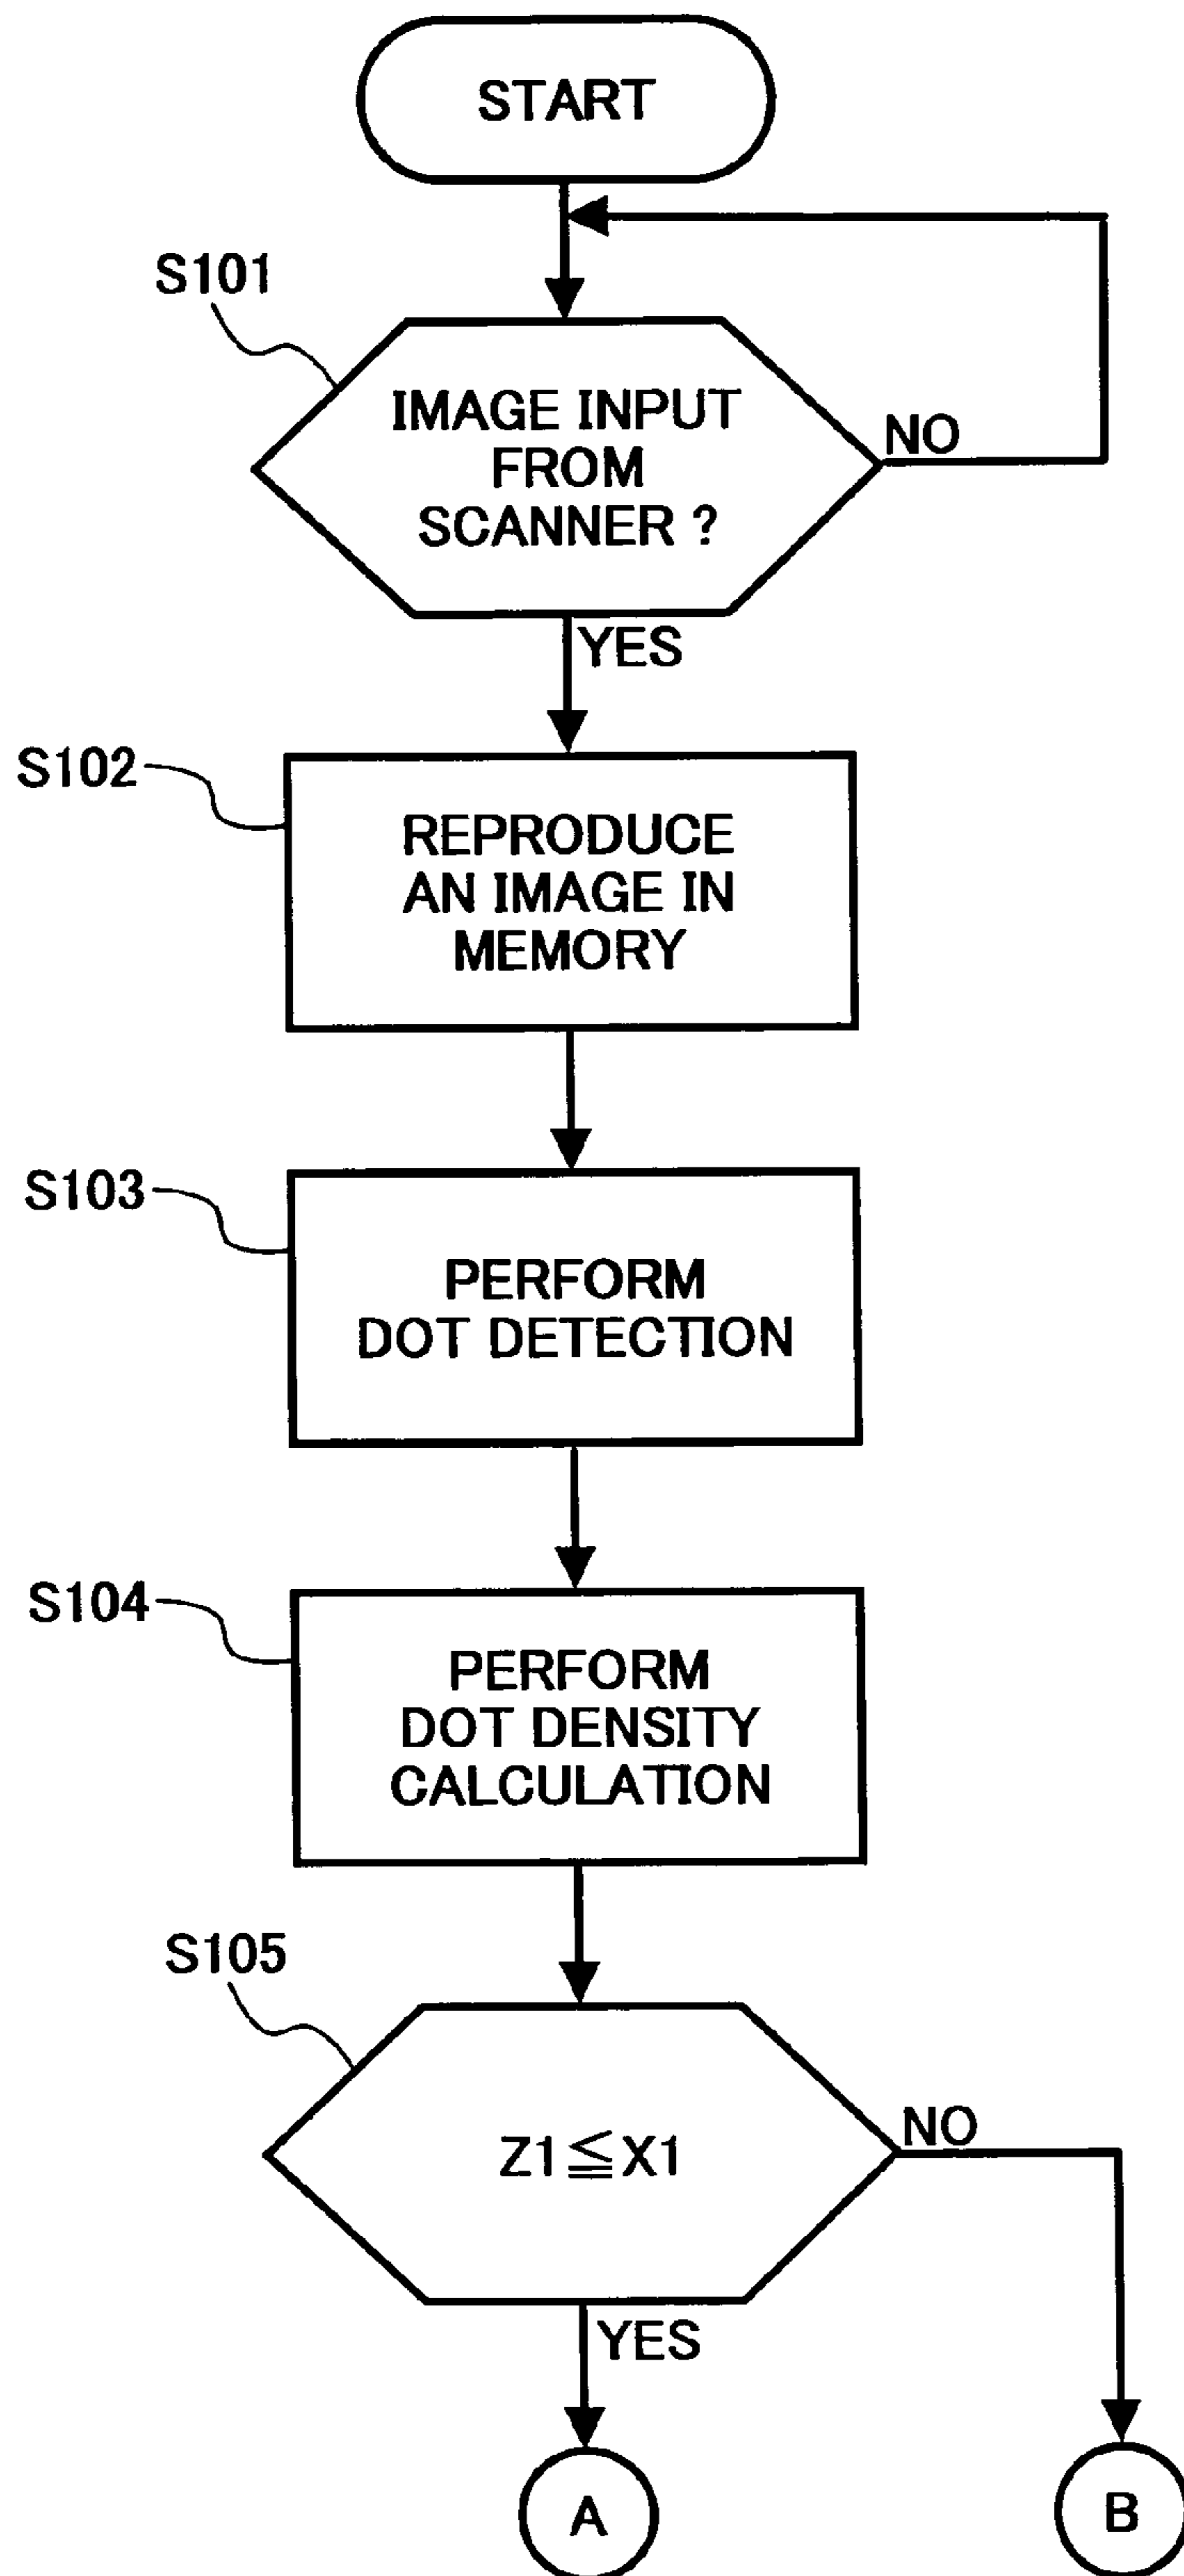 START
S101
IMAGE INPUT
FROM
SCANNER ?
NO
YES
S102
REPRODUCE
AN IMAGE IN
MEMORY
S103
PERFORM
DOT DETECTION
S104
PERFORM
DOT DENSITY
CALCULATION
S105
Z1≦X1
NO
YES
A
B